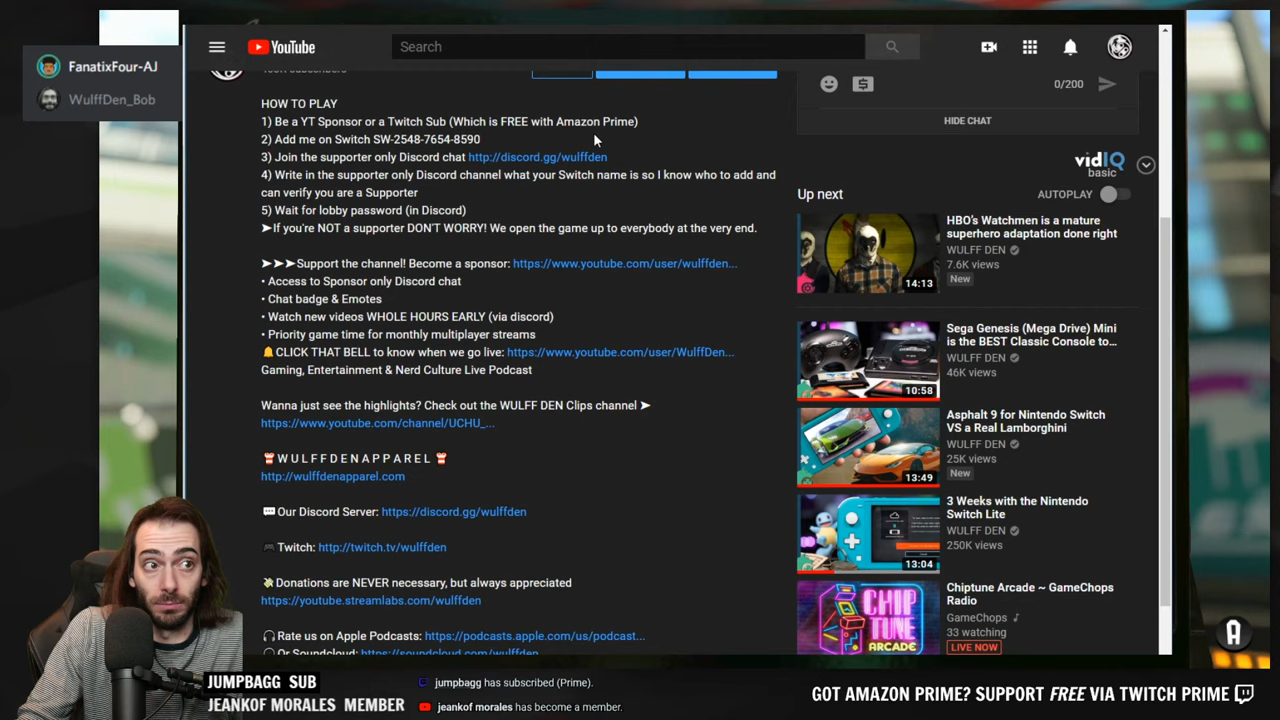 FanatixFour-AJ
WulffDen_Bob
YouTube
Search
HOW TO PLAY
1) Be a YT Sponsor or a Twitch Sub (Which is FREE with Amazon Prime)
2) Add me on Switch SW-2548-7654-8590
3) Join the supporter only Discord chat http://discord.gg/wulffden
4) Write in the supporter only Discord channel what your Switch name is so I know who to add and
can verify you are a Supporter
5) Wait for lobby password (in Discord)
➤If you're NOT a supporter DON'T WORRY! We open the game up to everybody at the very end.
➤➤➤Support the channel! Become a sponsor: https://www.youtube.com/user/wulffden...
• Access to Sponsor only Discord chat
• Chat badge & Emotes
• Watch new videos WHOLE HOURS EARLY (via discord)
• Priority game time for monthly multiplayer streams
🔔CLICK THAT BELL to know when we go live: https://www.youtube.com/user/WulffDen...
Gaming, Entertainment & Nerd Culture Live Podcast
Wanna just see the highlights? Check out the WULFF DEN Clips channel ➤
https://www.youtube.com/channel/UCHU_...
W U L F F D E N A P P A R E L
http://wulffdenapparel.com
Our Discord Server: https://discord.gg/wulffden
Twitch: http://twitch.tv/wulffden
Donations are NEVER necessary, but always appreciated
https://youtube.streamlabs.com/wulffden
Rate us on Apple Podcasts: https://podcasts.apple.com/us/podcast...
Or Soundcloud: https://soundcloud.com/wulffden
0/200
HIDE CHAT
vidIQ
basic
Up next
AUTOPLAY
HBO's Watchmen is a mature
superhero adaptation done right
WULFF DEN
7.6K views
New
14:13
Sega Genesis (Mega Drive) Mini
is the BEST Classic Console to...
WULFF DEN
46K views
10:58
Asphalt 9 for Nintendo Switch
VS a Real Lamborghini
WULFF DEN
25K views
New
13:49
3 Weeks with the Nintendo
Switch Lite
WULFF DEN
250K views
13:04
CHIP
TUNE
ARCADE
Chiptune Arcade ~ GameChops
Radio
GameChops
33 watching
LIVE NOW
A
JUMPBAGG SUB
JEANKOF MORALES MEMBER
jumpbagg has subscribed (Prime).
jeankof morales has become a member.
GOT AMAZON PRIME? SUPPORT FREE VIA TWITCH PRIME